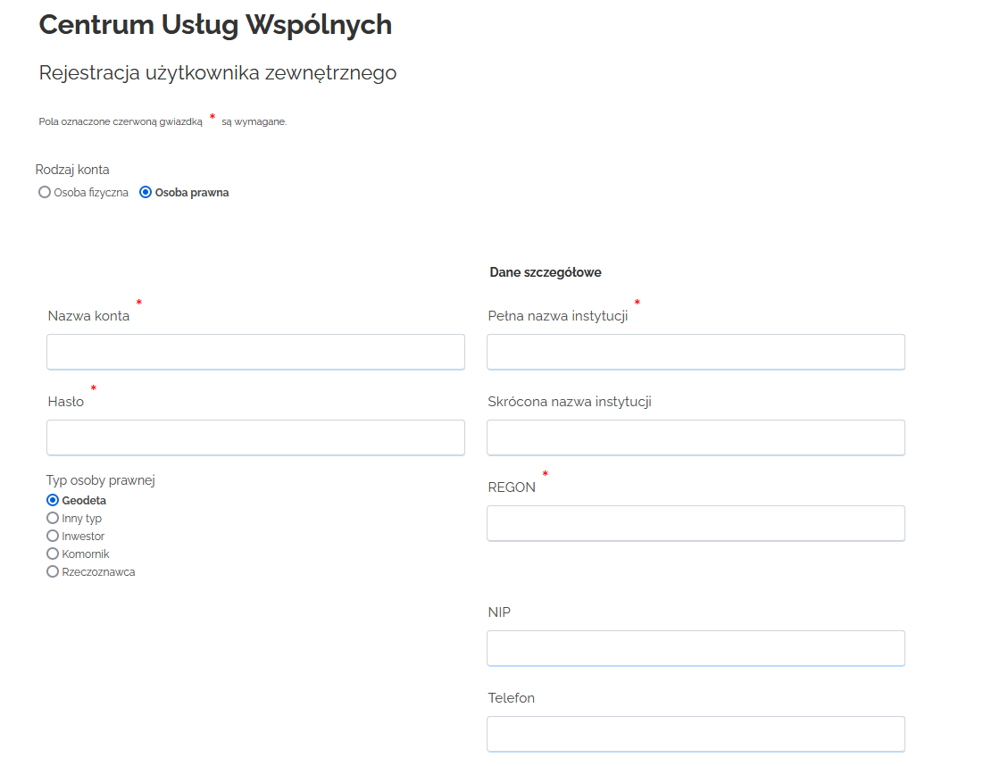 Centrum Usług Wspólnych
Rejestracja użytkownika zewnętrznego
Pola oznaczone czerwoną gwiazdką * są wymagane.
Rodzaj konta
Osoba fizyczna Osoba prawna
Dane szczegółowe
Nazwa konta *
Pełna nazwa instytucji *
Hasło *
Skrócona nazwa instytucji
Typ osoby prawnej
Geodeta
Inny typ
Inwestor
Komornik
Rzeczoznawca
REGON *
NIP
Telefon